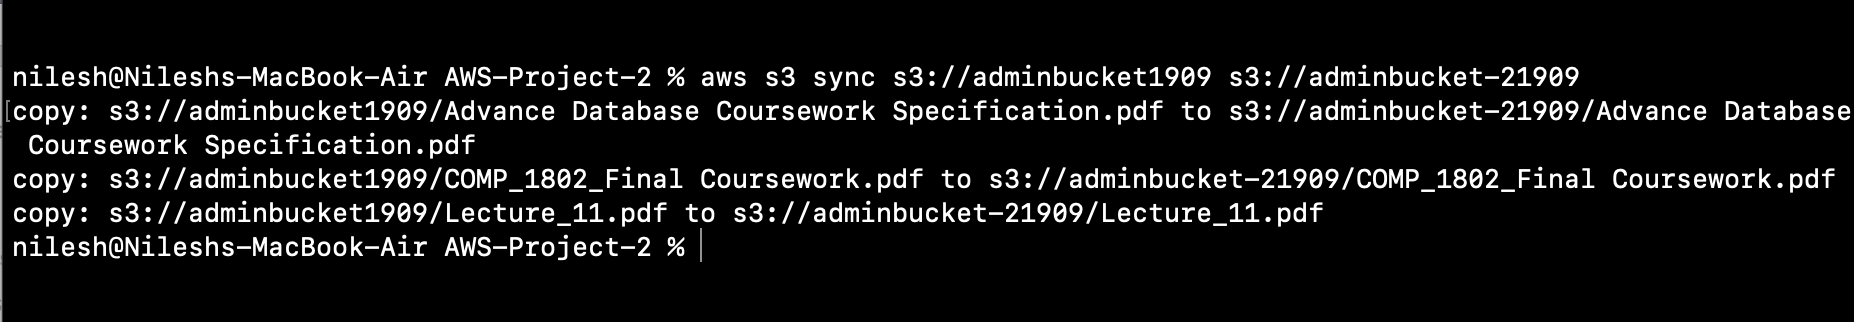 nilesh@Nileshs-MacBook-Air AWS-Project-2 % aws s3 sync s3://adminbucket1909 s3://adminbucket-21909
[copy: s3://adminbucket1909/Advance Database Coursework Specification.pdf to s3://adminbucket-21909/Advance Database
 Coursework Specification.pdf
copy: s3://adminbucket1909/COMP_1802_Final Coursework.pdf to s3://adminbucket-21909/COMP_1802_Final Coursework.pdf
copy: s3://adminbucket1909/Lecture_11.pdf to s3://adminbucket-21909/Lecture_11.pdf
nilesh@Nileshs-MacBook-Air AWS-Project-2 %